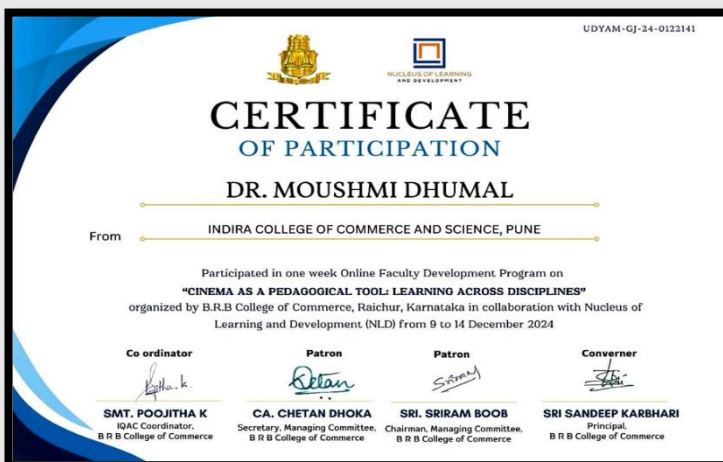 UDYAM-GJ-24-0122141
NUCLEUS OF LEARNING
AND DEVELOPMENT
CERTIFICATE
OF PARTICIPATION
DR. MOUSHMI DHUMAL
From INDIRA COLLEGE OF COMMERCE AND SCIENCE, PUNE
Participated in one week Online Faculty Development Program on
"CINEMA AS A PEDAGOGICAL TOOL: LEARNING ACROSS DISCIPLINES"
organized by B.R.B College of Commerce, Raichur, Karnataka in collaboration with Nucleus of
Learning and Development (NLD) from 9 to 14 December 2024
Co ordinator Patron Patron Converner
Pojitha.k Ketan Sriram
SMT. POOJITHA K CA. CHETAN DHOKA SRI. SRIRAM BOOB SRI SANDEEP KARBHARI
IQAC Coordinator, Secretary, Managing Committee, Chairman, Managing Committee, Principal,
B R B College of Commerce B R B College of Commerce B R B College of Commerce B R B College of Commerce